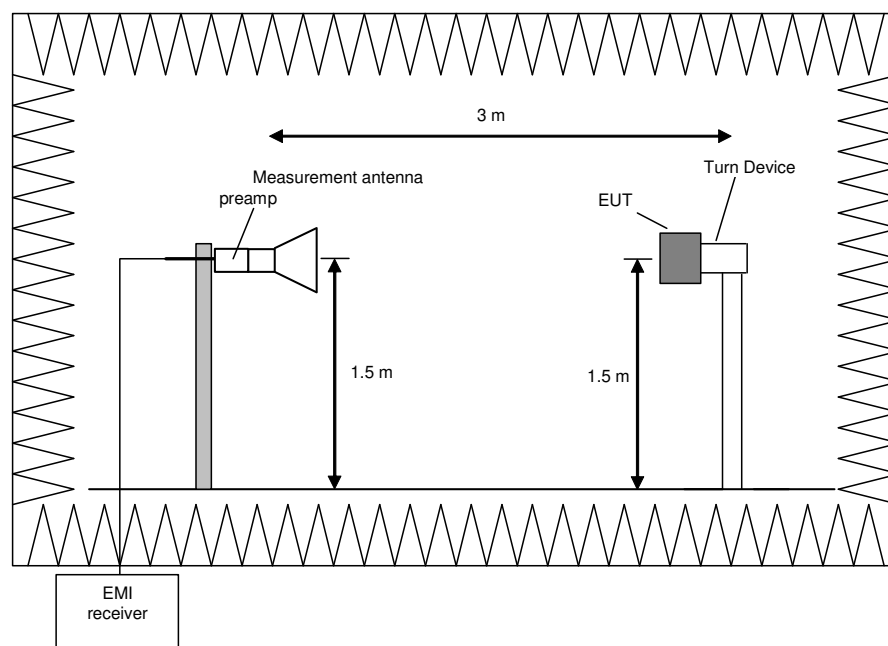 3 m
Measurement antenna
preamp
Turn Device
EUT
1.5 m
1.5 m
EMI
receiver